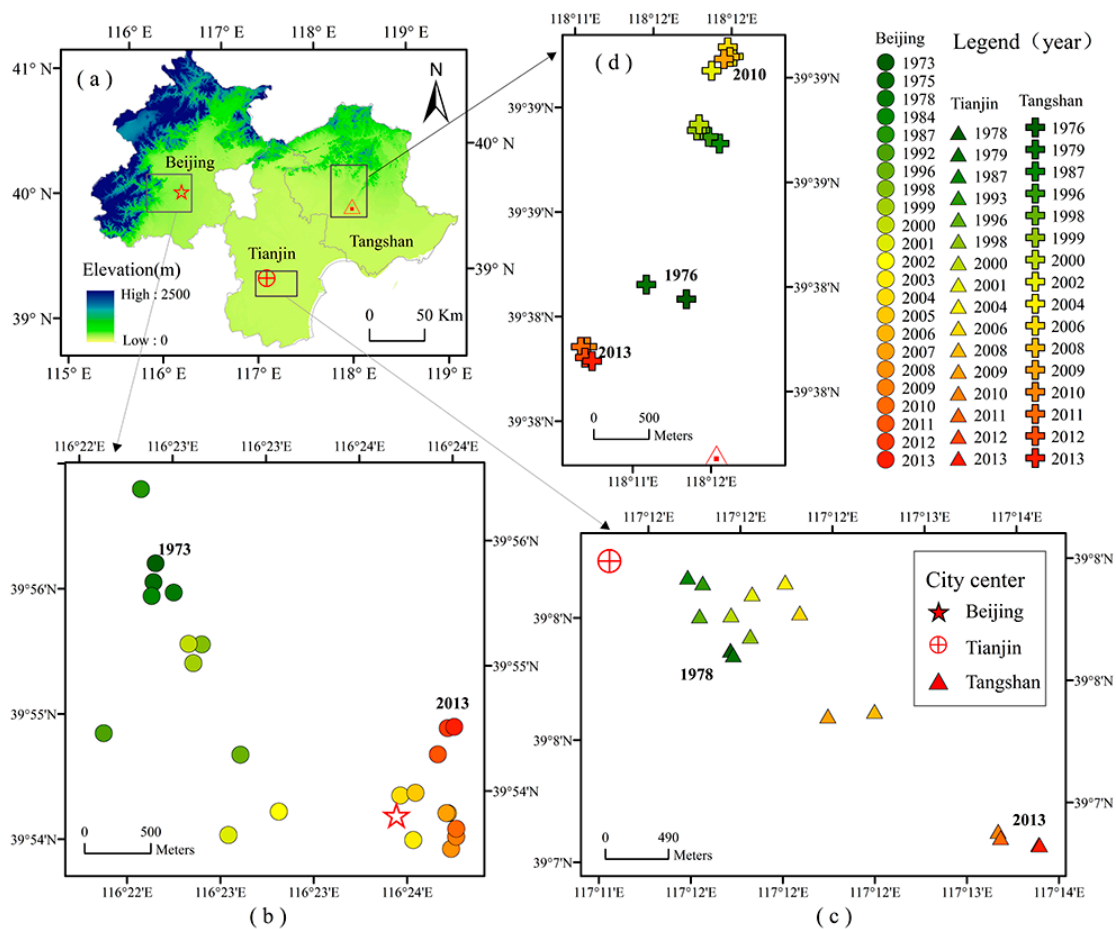 116°E 117°E 118°E 119°E
41° N
40° N
39° N
40° N
39° N
115°E 116°E 117°E 118°E 119°E
( a )
N
Beijing
Tianjin
Tangshan
Elevation(m)
High : 2500
Low : 0
0 50 Km
118°11'E 118°12'E 118°12'E
( d )
2010
1976
2013
39°39'N
39°39'N
39°38'N
39°38'N
39°39'N
39°39'N
39°38'N
39°38'N
0 500
Meters
118°11'E 118°12'E
Legend (year)
Beijing
1973
1975
1978
1984
1987
1992
1996
1998
1999
2000
2001
2002
2003
2004
2005
2006
2007
2008
2009
2010
2011
2012
2013
Tianjin
1978
1979
1987
1993
1996
1998
2000
2001
2004
2006
2008
2009
2010
2011
2012
2013
Tangshan
1976
1979
1987
1996
1998
1999
2000
2002
2004
2006
2008
2009
2010
2011
2012
2013
116°22'E 116°23'E 116°23'E 116°24'E 116°24'E
1973
2013
39°56'N
39°55'N
39°54'N
39°56'N
39°55'N
39°54'N
0 500
Meters
116°22'E 116°23'E 116°23'E 116°24'E
( b )
117°12'E 117°12'E 117°12'E 117°13'E 117°14'E
1978
2013
39°8'N
39°8'N
39°7'N
39°8'N
39°8'N
39°7'N
City center
Beijing
Tianjin
Tangshan
0 490
Meters
117°11'E 117°12'E 117°12'E 117°12'E 117°13'E 117°14'E
( c )